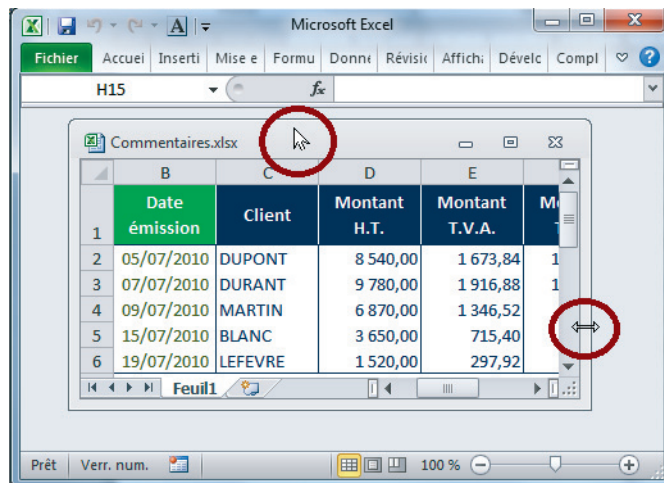 Microsoft Excel
Fichier Accuei Inserti Mise e Formu Donné Révisic Afficha Dévelc Compl
H15 fx
Commentaires.xlsx
B C D E
1 Date émission Client Montant H.T. Montant T.V.A.
2 05/07/2010 DUPONT 8 540,00 1 673,84 1
3 07/07/2010 DURANT 9 780,00 1 916,88 1
4 09/07/2010 MARTIN 6 870,00 1 346,52
5 15/07/2010 BLANC 3 650,00 715,40
6 19/07/2010 LEFEVRE 1 520,00 297,92
Feuil1
Prêt Verr. num. 100 %